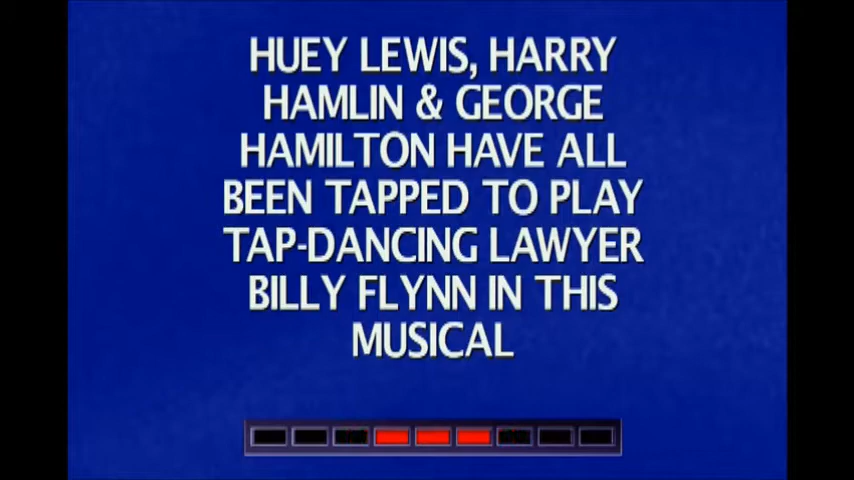 HUEY LEWIS, HARRY
HAMLIN & GEORGE
HAMILTON HAVE ALL
BEEN TAPPED TO PLAY
TAP-DANCING LAWYER
BILLY FLYNN IN THIS
MUSICAL